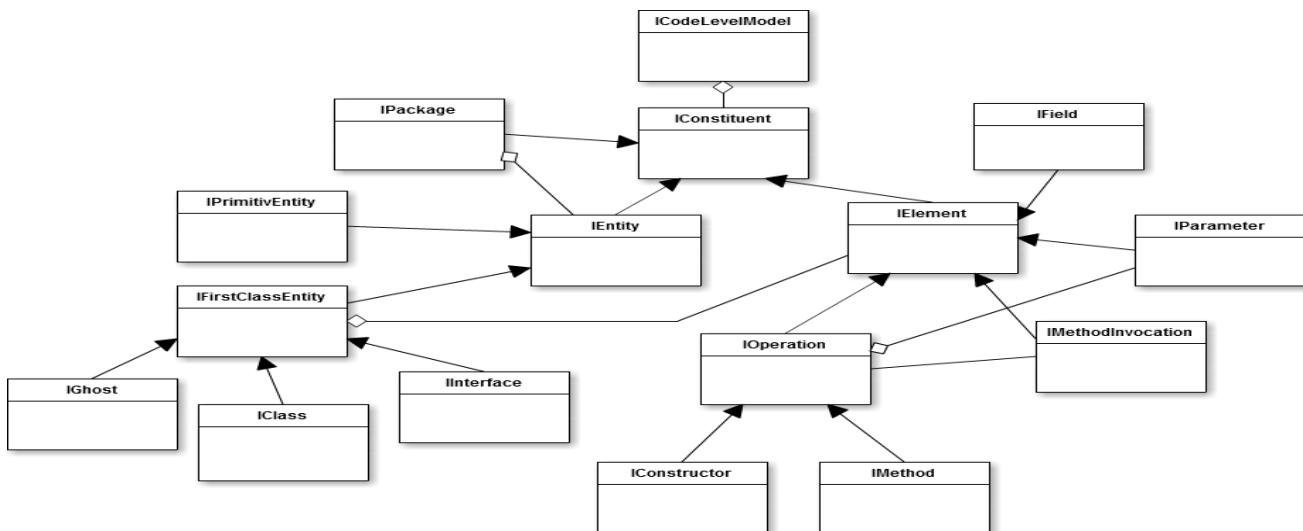 ICodeLevelModel
IPackage
IConstituent
IField
IPrimitivEntity
IEntity
IElement
IParameter
IFirstClassEntity
IOperation
IMethodInvocation
IGhost
IInterface
IClass
IConstructor
IMethod